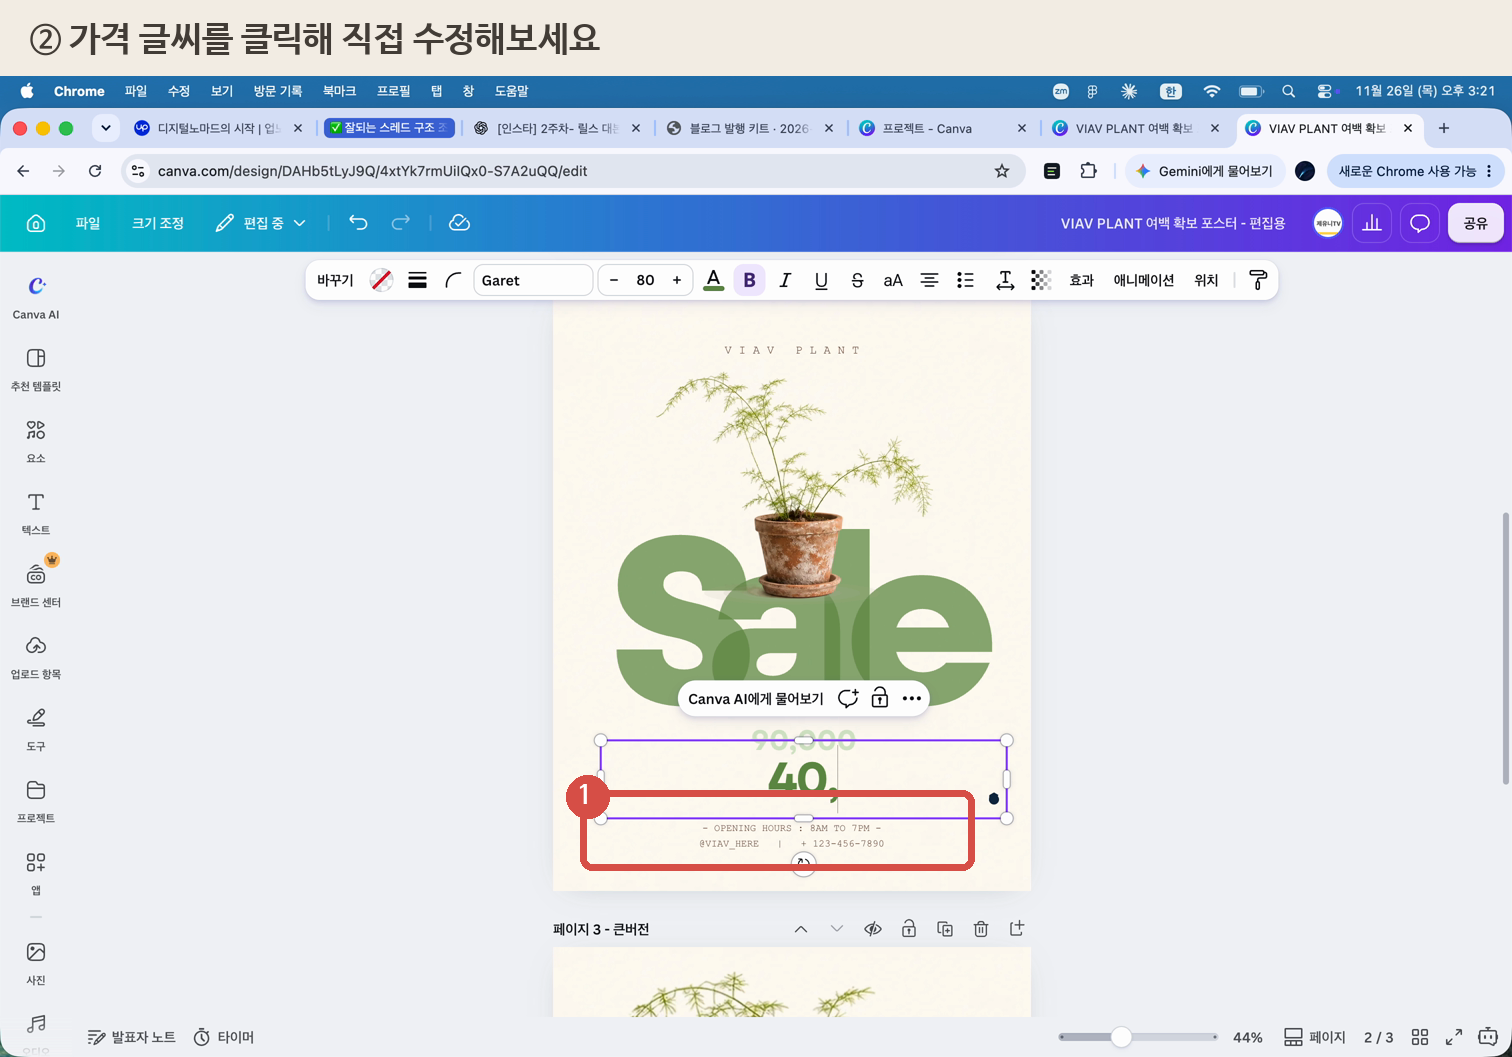 ② 가격 글씨를 클릭해 직접 수정해보세요
Chrome 파일 수정 보기 방문 기록 북마크 프로필 탭 창 도움말 zm 한 11월 26일 (목) 오후 3:21
디지털노마드의 시작 | 업 ✅잘되는 스레드 구조 [인스타] 2주차- 릴스 대 블로그 발행 키트 · 2026 프로젝트 - Canva VIAV PLANT 여백 확보 VIAV PLANT 여백 확보
canva.com/design/DAHb5tLyJ9Q/4xtYk7rmUilQx0-S7A2uQQ/edit Gemini에게 물어보기 새로운 Chrome 사용 가능
파일 크기 조정 편집 중 VIAV PLANT 여백 확보 포스터 - 편집용 제유니TV 공유
바꾸기 Garet – 80 + A B I U S aA T 효과 애니메이션 위치
Canva AI
추천 템플릿
요소
텍스트
브랜드 센터
업로드 항목
도구
프로젝트
앱
사진
오디오
VIAV PLANT
Sale
Canva AI에게 물어보기
90,000
40,
1
- OPENING HOURS : 8AM TO 7PM -
@VIAV_HERE | + 123-456-7890
페이지 3 - 큰버전
발표자 노트 타이머 44% 페이지 2 / 3